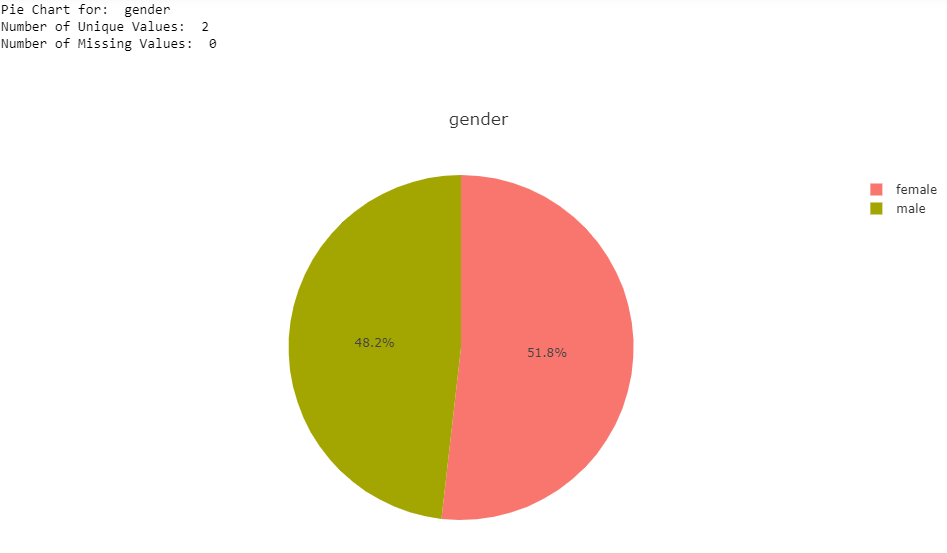 Pie Chart for:  gender
Number of Unique Values:  2
Number of Missing Values:  0
gender
female
male
48.2%
51.8%